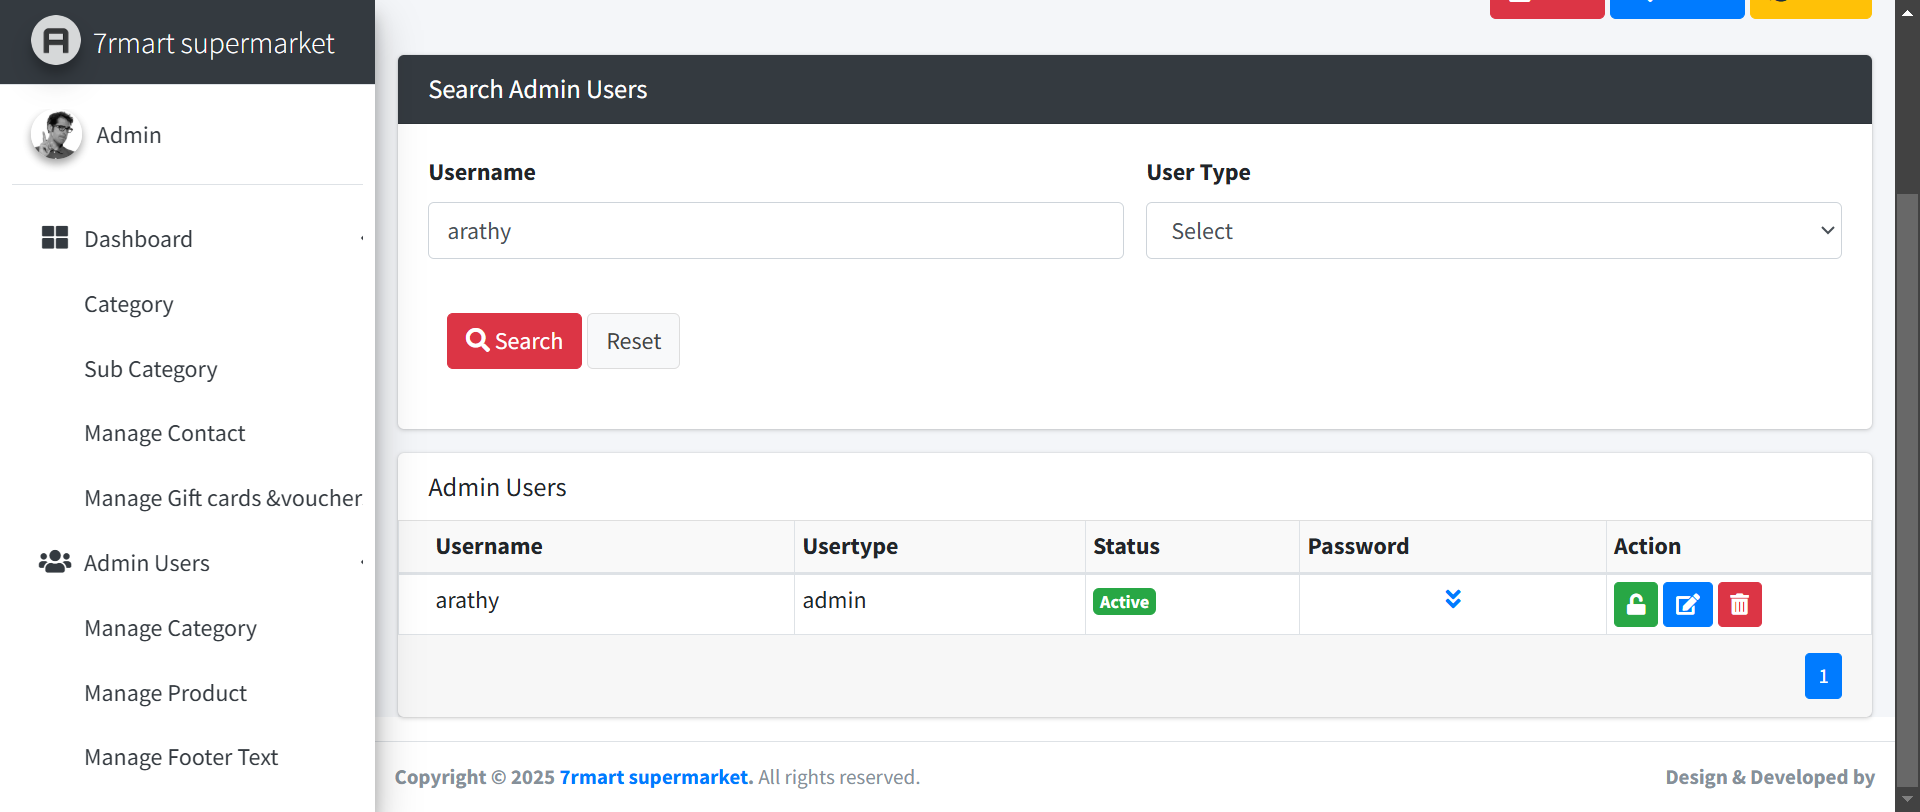 7rmart supermarket
Admin
Dashboard
Category
Sub Category
Manage Contact
Manage Gift cards &voucher
Admin Users
Manage Category
Manage Product
Manage Footer Text
Search Admin Users
Username User Type
arathy Select
Search Reset
Admin Users
Username Usertype Status Password Action
arathy admin Active
1
Copyright © 2025 7rmart supermarket. All rights reserved. Design & Developed by